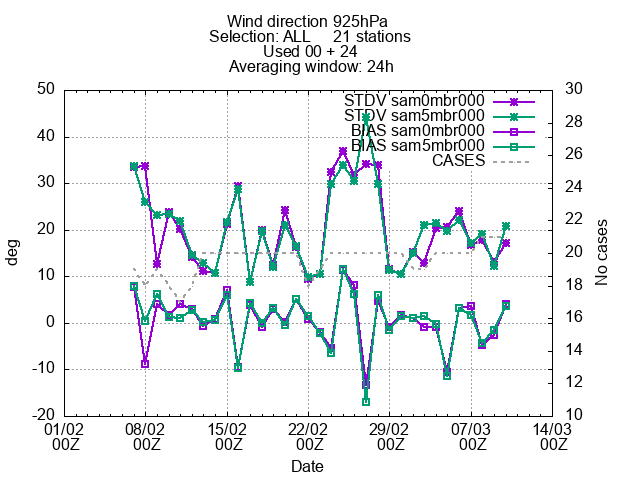 Wind direction 925hPa
Selection: ALL 21 stations
Used 00 + 24
Averaging window: 24h
50 30
STDV sam0mbr000
STDV sam5mbr000
40 28
BIAS sam0mbr000
BIAS sam5mbr000
26
CASES
30 24
20 22
deg
No cases
20
10 18
0 16
14
-10 12
-20 10
01/02 08/02 15/02 22/02 29/02 07/03 14/03
00Z 00Z 00Z 00Z 00Z 00Z 00Z
Date